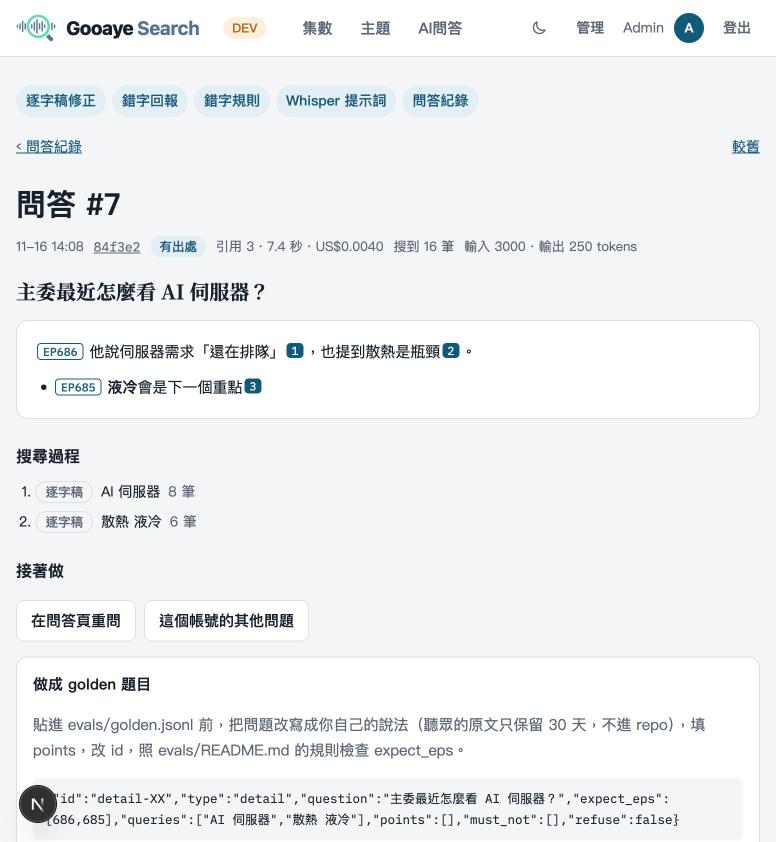 Gooaye Search DEV 集數 主題 AI問答 管理 Admin A 登出
逐字稿修正 錯字回報 錯字規則 Whisper 提示詞 問答紀錄
‹ 問答紀錄 較舊
問答 #7
11–16 14:08 84f3e2 有出處 引用 3 · 7.4 秒 · US$0.0040 搜到 16 筆 輸入 3000 · 輸出 250 tokens
主委最近怎麼看 AI 伺服器？
EP686 他說伺服器需求「還在排隊」 1 ，也提到散熱是瓶頸 2 。
• EP685 液冷會是下一個重點 3
搜尋過程
1. 逐字稿 AI 伺服器 8 筆
2. 逐字稿 散熱 液冷 6 筆
接著做
在問答頁重問 這個帳號的其他問題
做成 golden 題目
貼進 evals/golden.jsonl 前，把問題改寫成你自己的說法（聽眾的原文只保留 30 天，不進 repo），填
points，改 id，照 evals/README.md 的規則檢查 expect_eps。
"id":"detail-XX","type":"detail","question":"主委最近怎麼看 AI 伺服器？","expect_eps":
[686,685],"queries":["AI 伺服器","散熱 液冷"],"points":[],"must_not":[],"refuse":false}
N